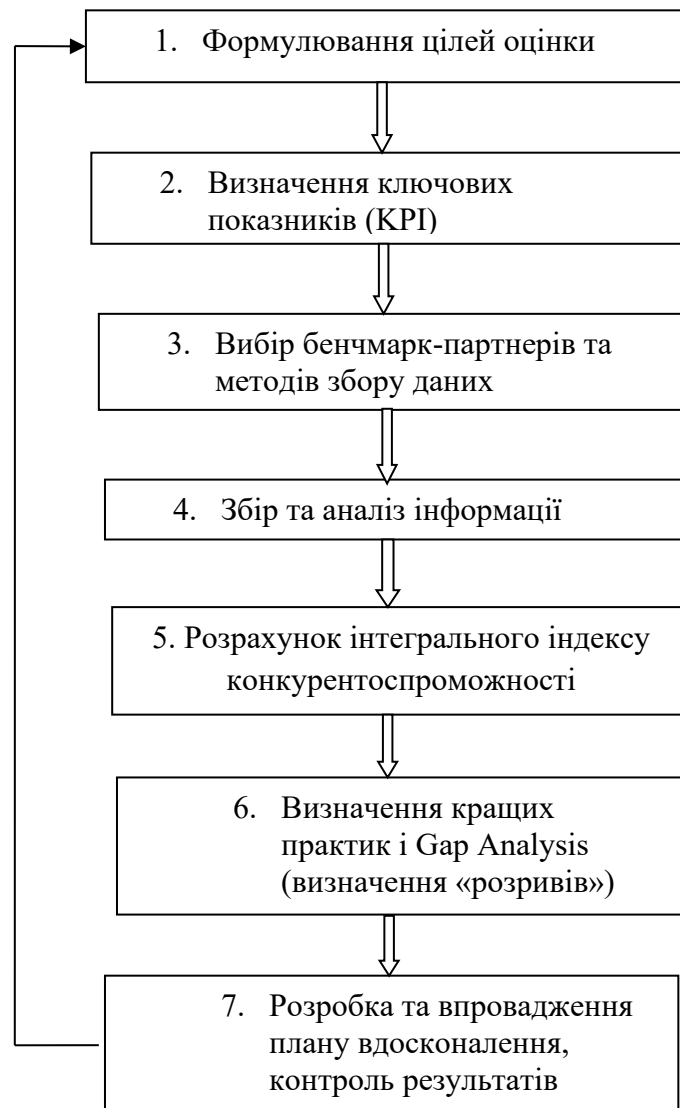 1. Формулювання цілей оцінки
2. Визначення ключових
показників (KPI)
3. Вибір бенчмарк-партнерів та
методів збору даних
4. Збір та аналіз інформації
5. Розрахунок інтегрального індексу
конкурентоспроможності
6. Визначення кращих
практик і Gap Analysis
(визначення «розривів»)
7. Розробка та впровадження
плану вдосконалення,
контроль результатів